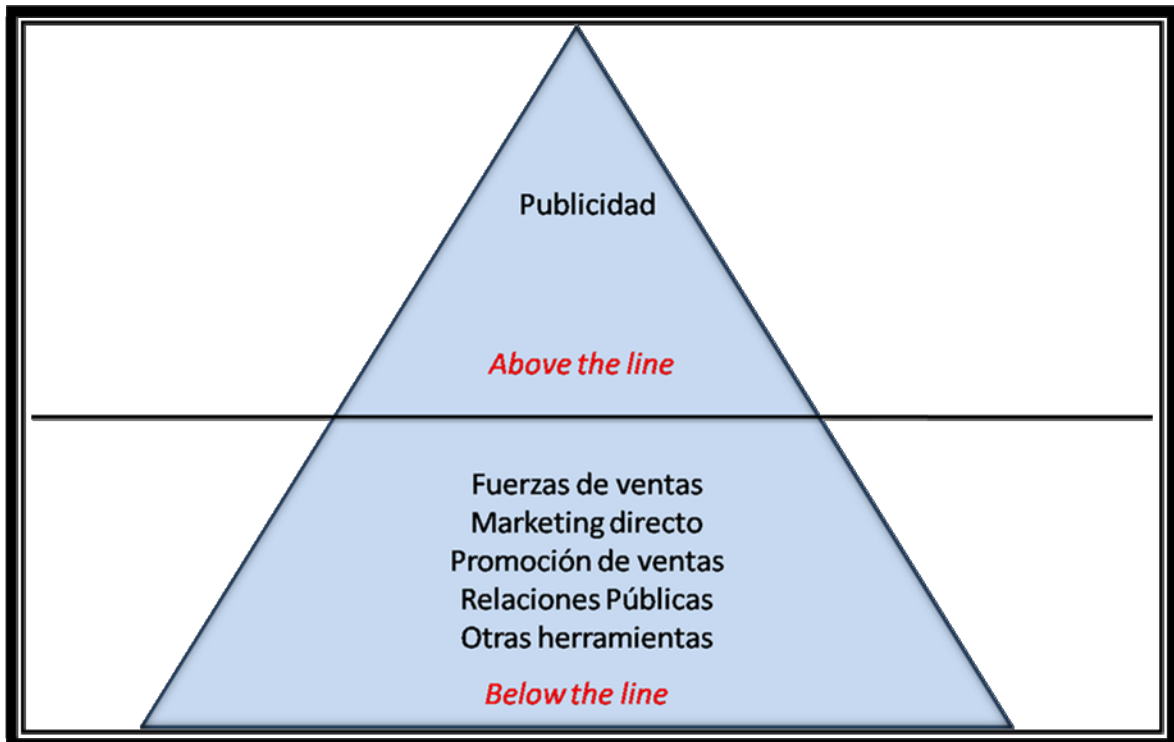 Publicidad
Above the line
Fuerzas de ventas
Marketing directo
Promoción de ventas
Relaciones Públicas
Otras herramientas
Below the line